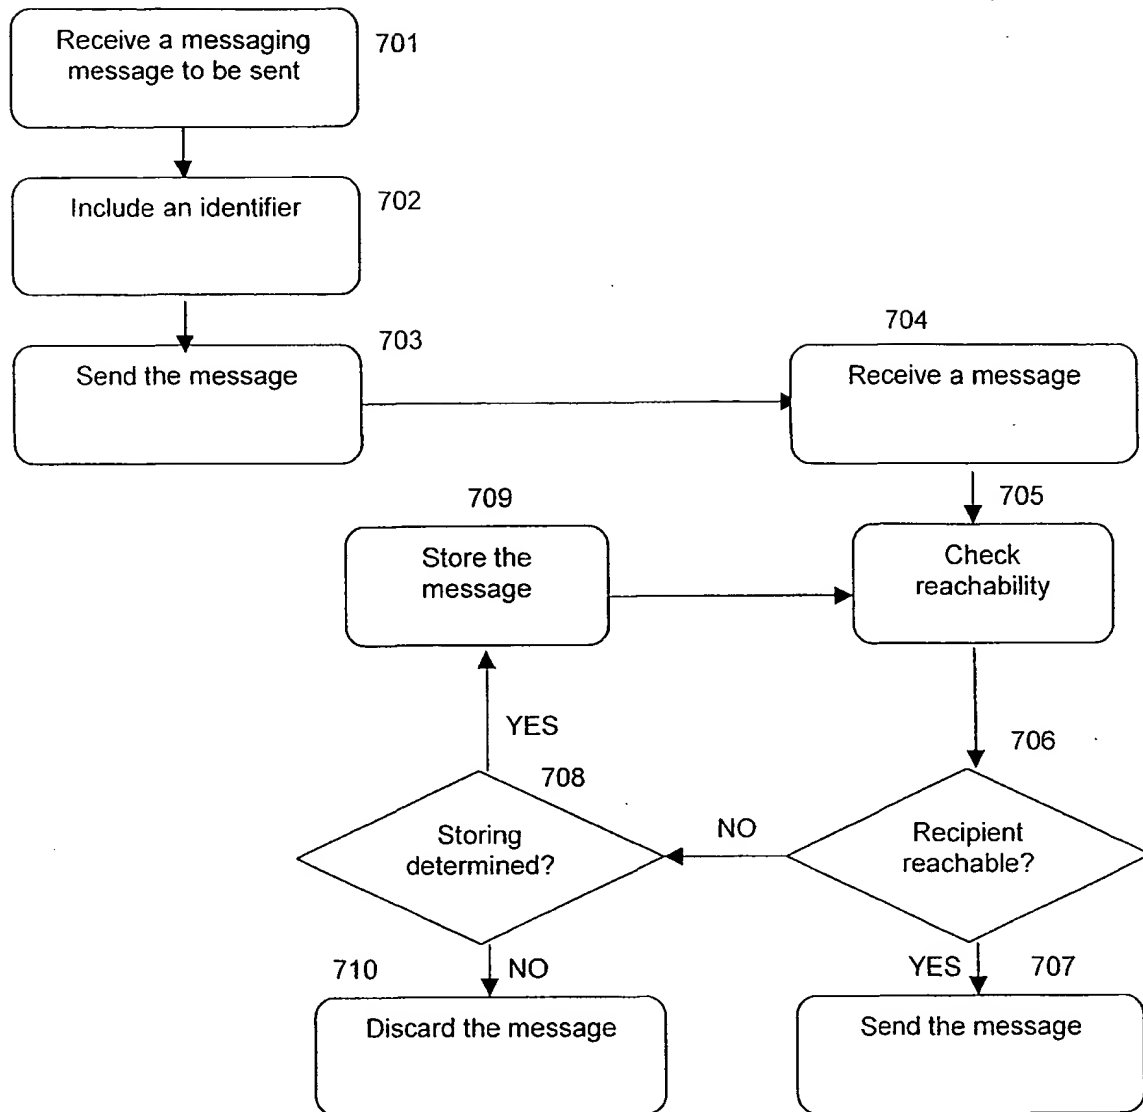 Receive a messaging
message to be sent
701
Include an identifier
702
Send the message
703
704
Receive a message
705
Check
reachability
709
Store the
message
YES
706
708
Storing
determined?
NO
Recipient
reachable?
710
NO
Discard the message
YES
707
Send the message